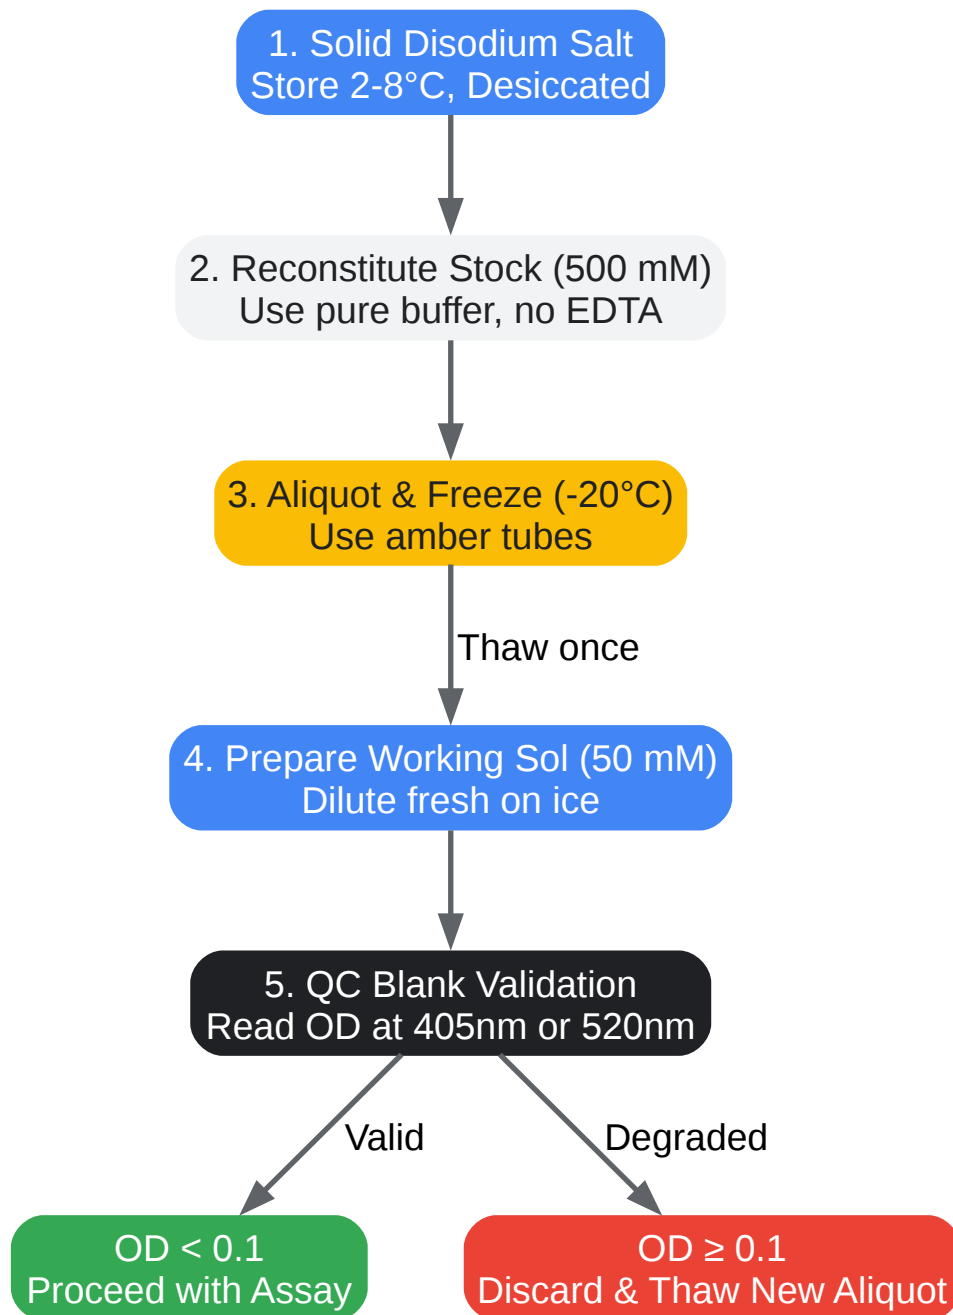 1. Solid Disodium Salt
Store 2-8°C, Desiccated
2. Reconstitute Stock (500 mM)
Use pure buffer, no EDTA
3. Aliquot & Freeze (-20°C)
Use amber tubes
Thaw once
4. Prepare Working Sol (50 mM)
Dilute fresh on ice
5. QC Blank Validation
Read OD at 405nm or 520nm
Valid
Degraded
OD < 0.1
Proceed with Assay
OD ≥ 0.1
Discard & Thaw New Aliquot